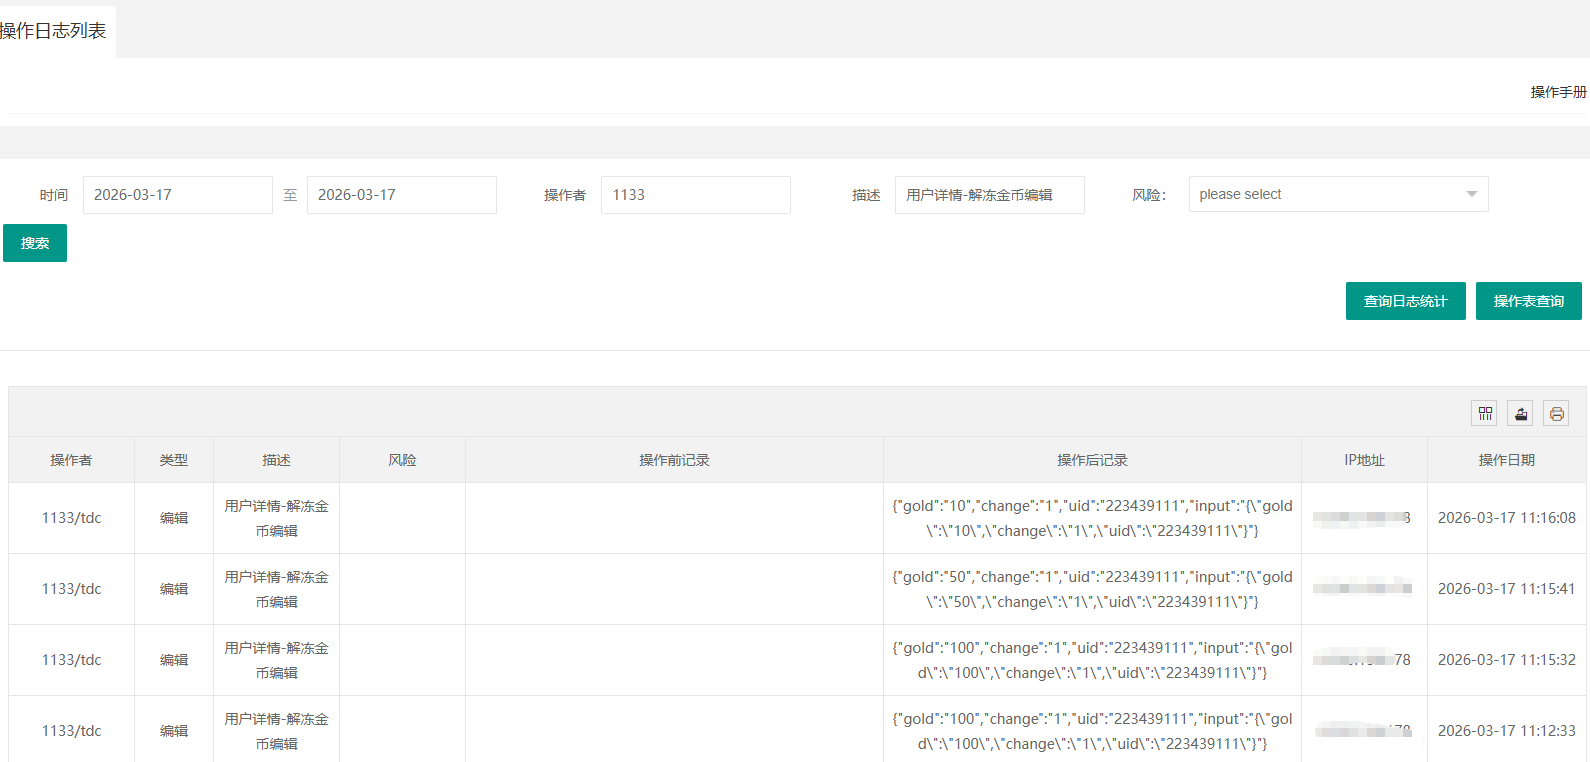 操作日志列表
操作手册
时间 2026-03-17 至 2026-03-17 操作者 1133 描述 用户详情-解冻金币编辑 风险： please select
搜索
查询日志统计 操作表查询
操作者 类型 描述 风险 操作前记录 操作后记录 IP地址 操作日期
1133/tdc 编辑 用户详情-解冻金
币编辑
{"gold":"10","change":"1","uid":"223439111","input":"{\"gold
\":\"10\",\"change\":\"1\",\"uid\":\"223439111\"}"}
2026-03-17 11:16:08
1133/tdc 编辑 用户详情-解冻金
币编辑
{"gold":"50","change":"1","uid":"223439111","input":"{\"gold
\":\"50\",\"change\":\"1\",\"uid\":\"223439111\"}"}
2026-03-17 11:15:41
1133/tdc 编辑 用户详情-解冻金
币编辑
{"gold":"100","change":"1","uid":"223439111","input":"{\"gol
d\":\"100\",\"change\":\"1\",\"uid\":\"223439111\"}"}
78
2026-03-17 11:15:32
1133/tdc 编辑 用户详情-解冻金
币编辑
{"gold":"100","change":"1","uid":"223439111","input":"{\"gol
d\":\"100\",\"change\":\"1\",\"uid\":\"223439111\"}"}
2026-03-17 11:12:33